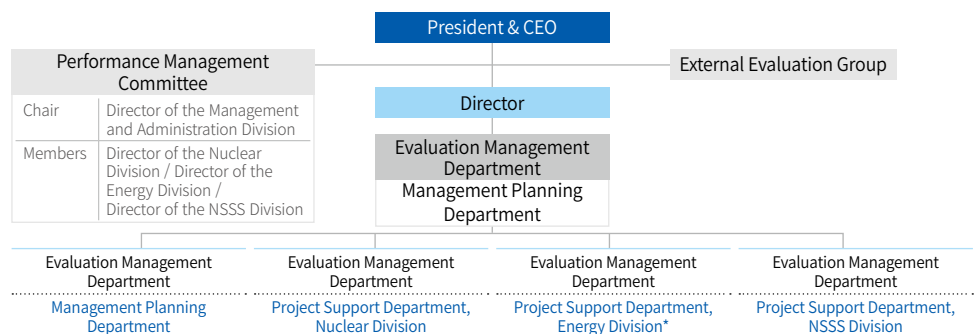 President & CEO
Performance Management
Committee
Chair
Director of the Management
and Administration Division
Members
Director of the Nuclear
Division / Director of the
Energy Division /
Director of the NSSS Division
External Evaluation Group
Director
Evaluation Management
Department
Management Planning
Department
Evaluation Management
Department
Management Planning
Department
Evaluation Management
Department
Project Support Department,
Nuclear Division
Evaluation Management
Department
Project Support Department,
Energy Division*
Evaluation Management
Department
Project Support Department,
NSSS Division